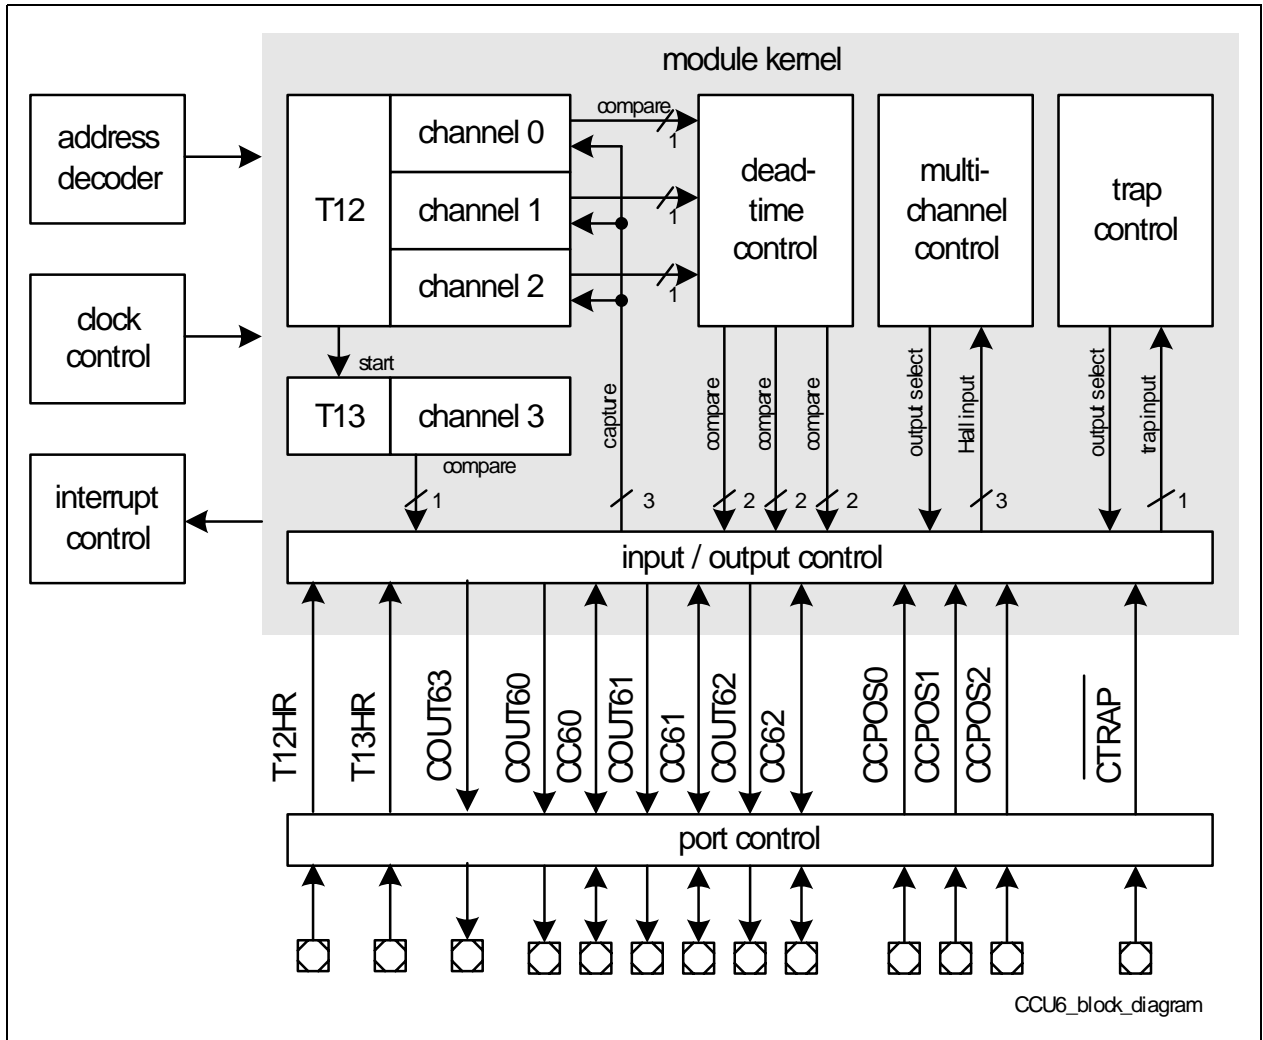 module kernel
address
decoder
clock
control
interrupt
control
T12
channel 0
channel 1
channel 2
compare
1
1
1
dead-
time
control
multi-
channel
control
trap
control
start
T13
channel 3
compare
1
capture
3
compare
compare
compare
2
2
2
output select
Hall input
3
output select
trap input
1
input / output control
T12HR
T13HR
COUT63
COUT60
CC60
COUT61
CC61
COUT62
CC62
CCPOS0
CCPOS1
CCPOS2
CTRAP
port control
CCU6_block_diagram